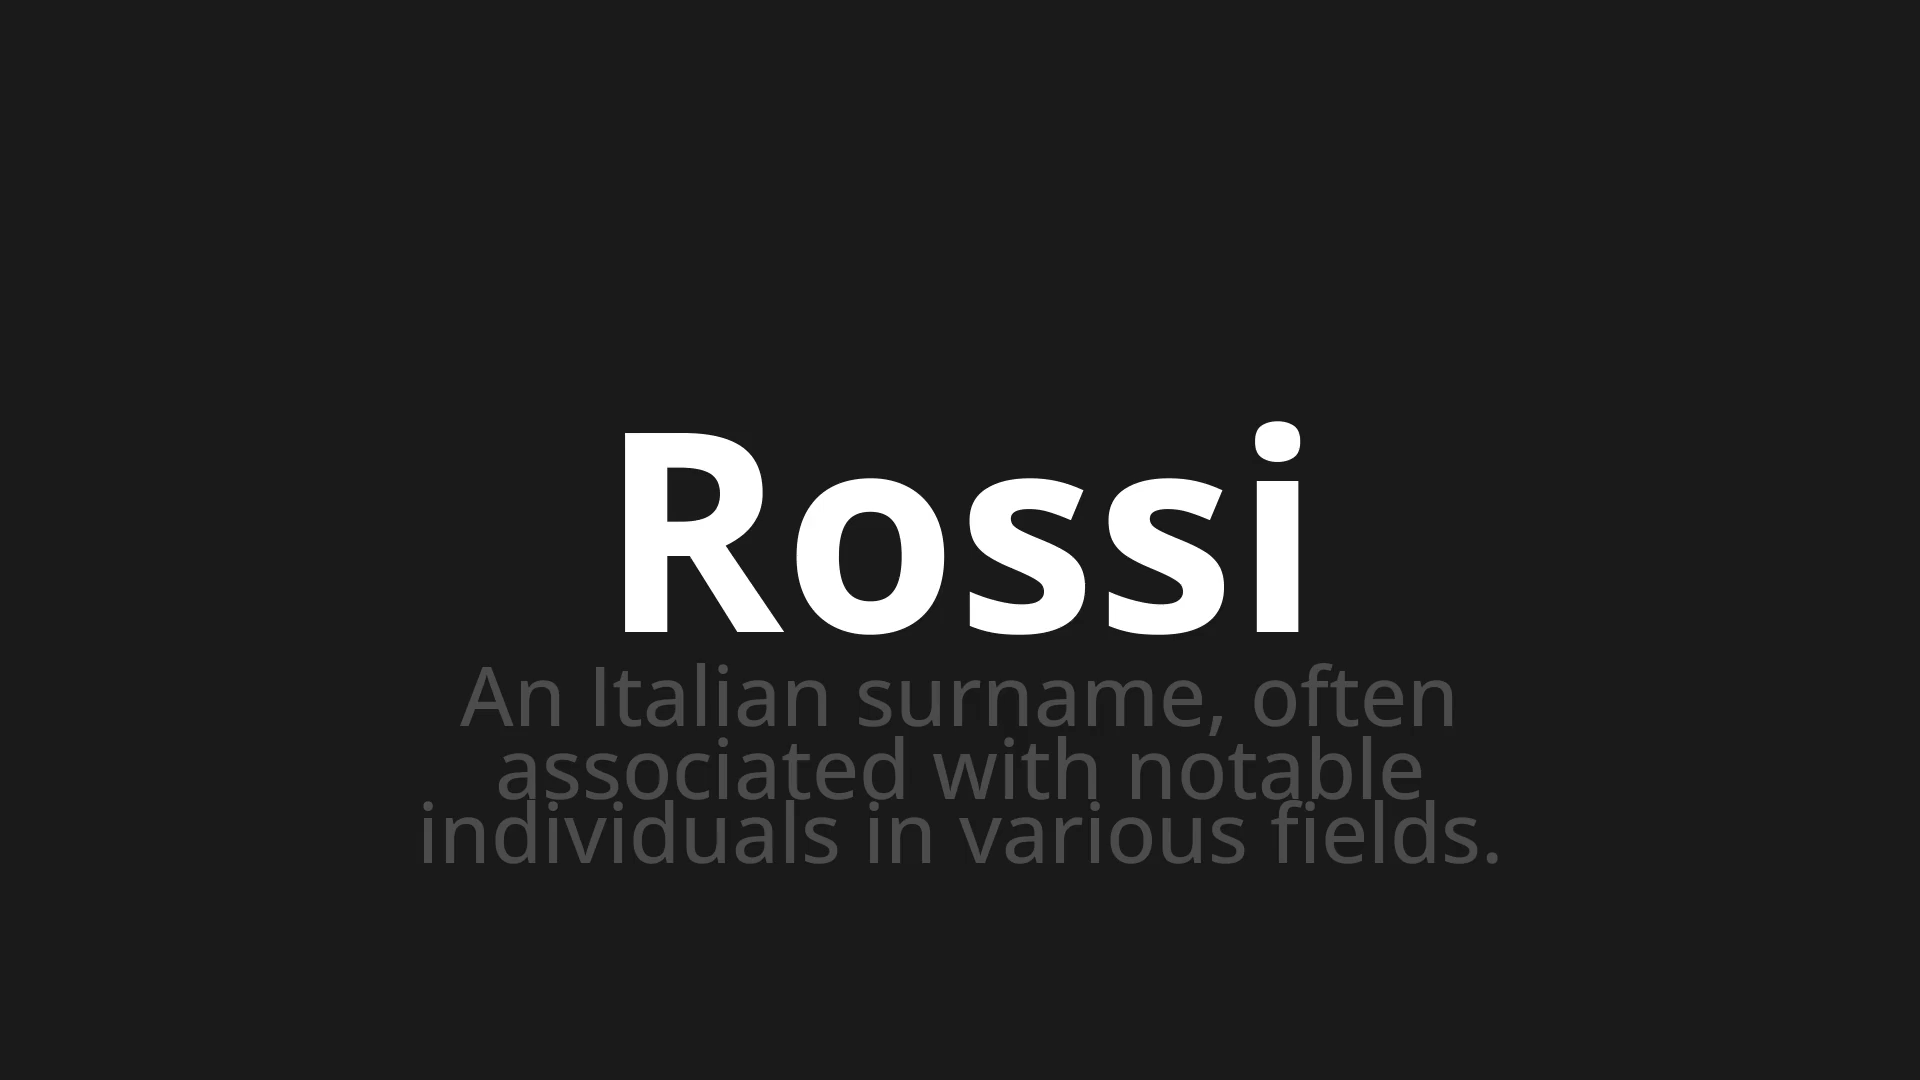 Rossi
An Italian surname, often
associated with notable
individuals in various fields.